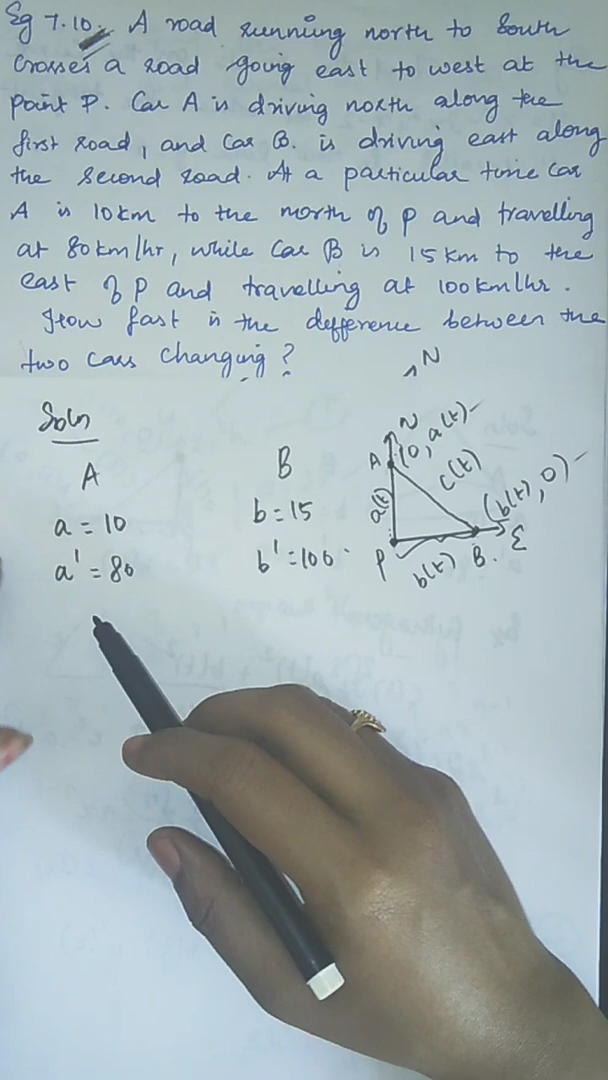 Eg 7.10. A road running north to South
Crosses a road going east to west at the
point P. Car A is driving north along the
first road, and Car B. is driving east along
the second road. At a particular time Car
A is 10km to the north of P and travelling
at 80km/hr, while Car B is 15km to the
east of P and travelling at 100km/hr.
How fast is the difference between the
two cars changing?
N
Soln
A
a = 10
a' = 80
B
b = 15
b' = 100
N
A (0, a(t))
a(t)
c(t)
(b(t), 0)
P
b(t)
B. E